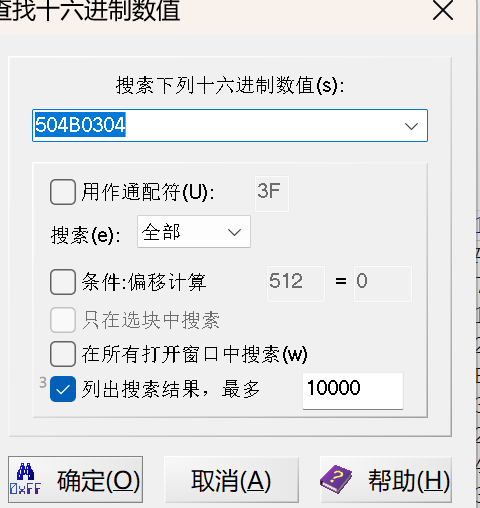 查找十六进制数值
搜索下列十六进制数值(s):
504B0304
用作通配符(U): 3F
搜索(e): 全部
条件:偏移计算 512 = 0
只在选块中搜索
在所有打开窗口中搜索(w)
3 列出搜索结果，最多 10000
0xFF 确定(O) 取消(A) ? 帮助(H)